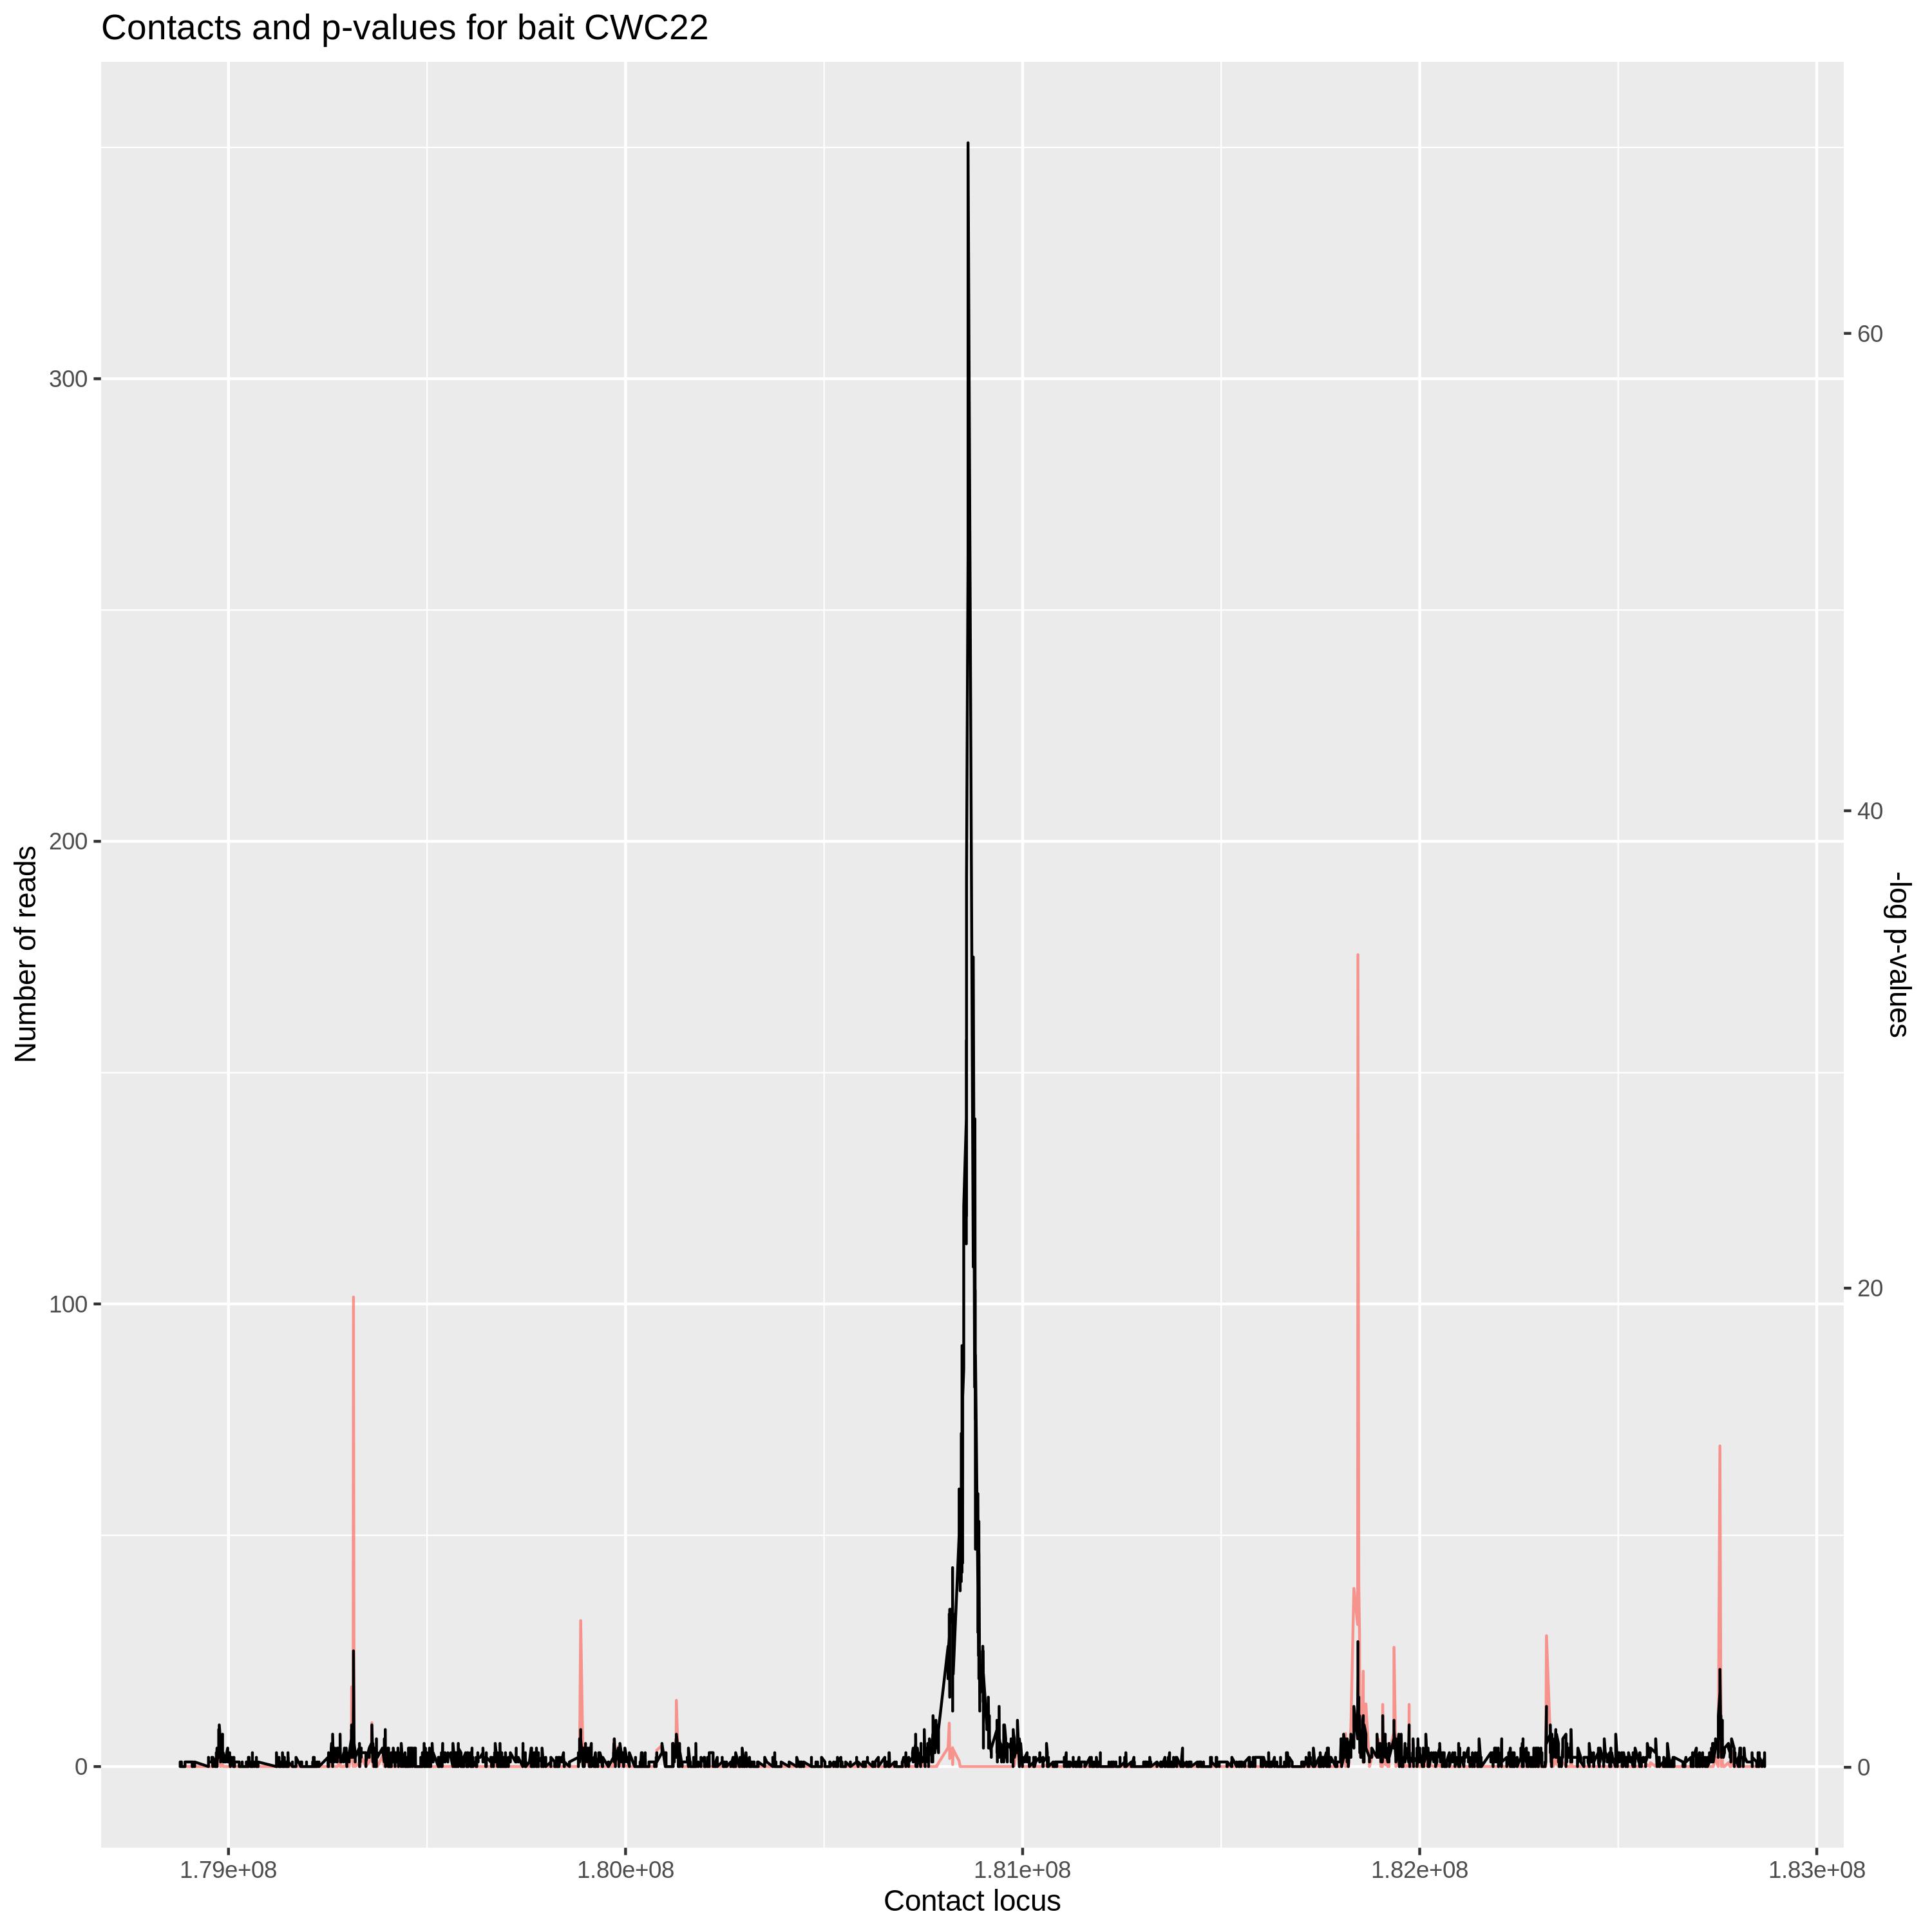 Contacts and p-values for bait CWC22
Number of reads
300
200
100
0
60
40
20
0
-log p-values
1.79e+08
1.80e+08
1.81e+08
1.82e+08
1.83e+08
Contact locus